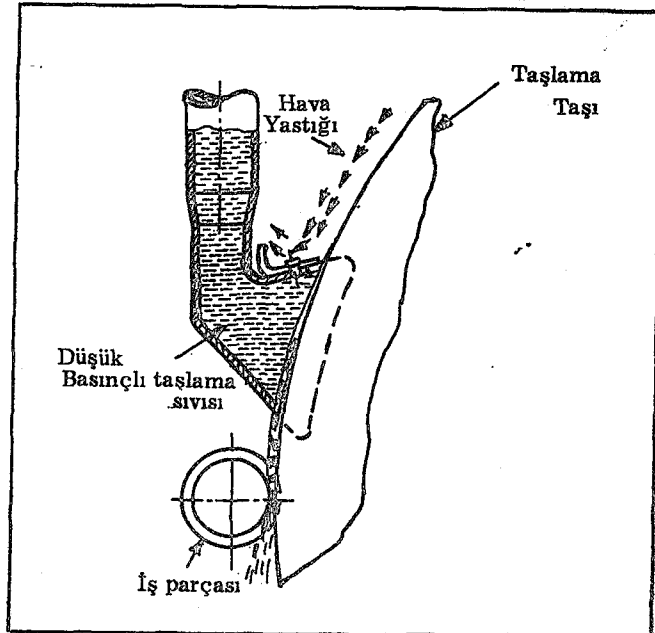 Taşlama
Taşı
Hava
Yastığı
Düşük
Basınçlı taşlama
sıvısı
İş parçası